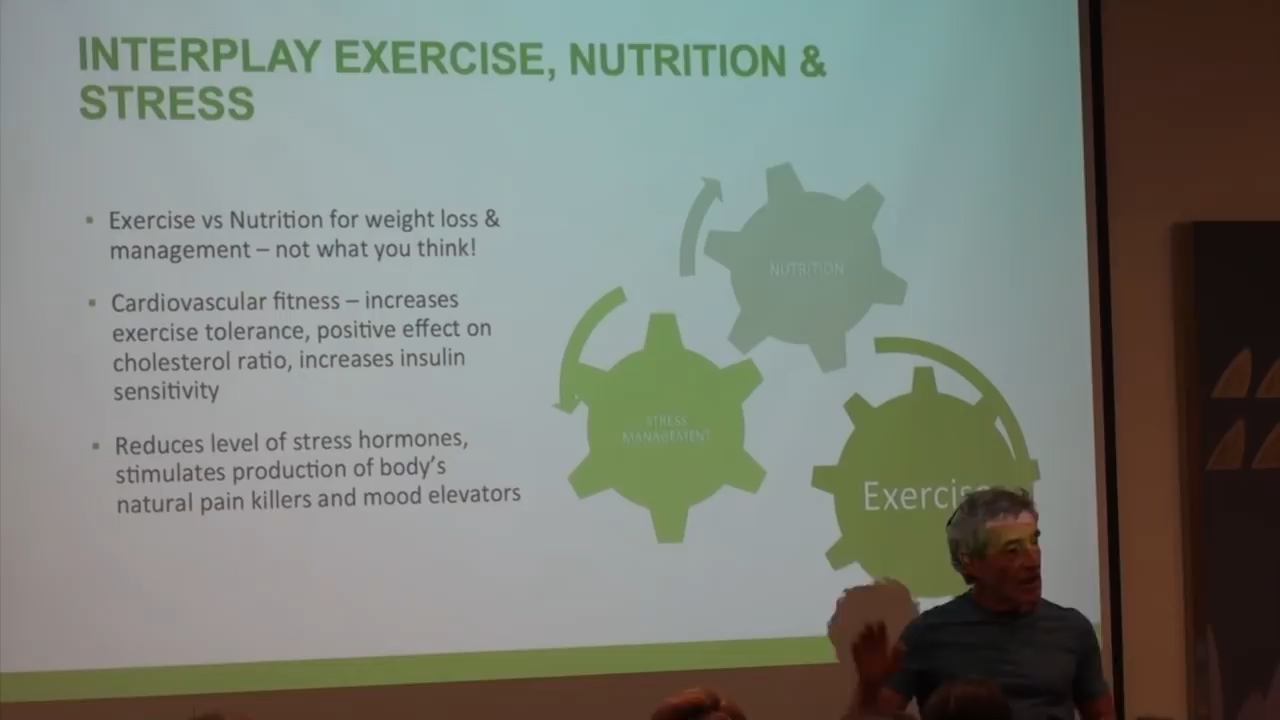 INTERPLAY EXERCISE, NUTRITION &
STRESS
• Exercise vs Nutrition for weight loss &
management – not what you think!
• Cardiovascular fitness – increases
exercise tolerance, positive effect on
cholesterol ratio, increases insulin
sensitivity
• Reduces level of stress hormones,
stimulates production of body's
natural pain killers and mood elevators
NUTRITION
STRESS
MANAGEMENT
Exercis